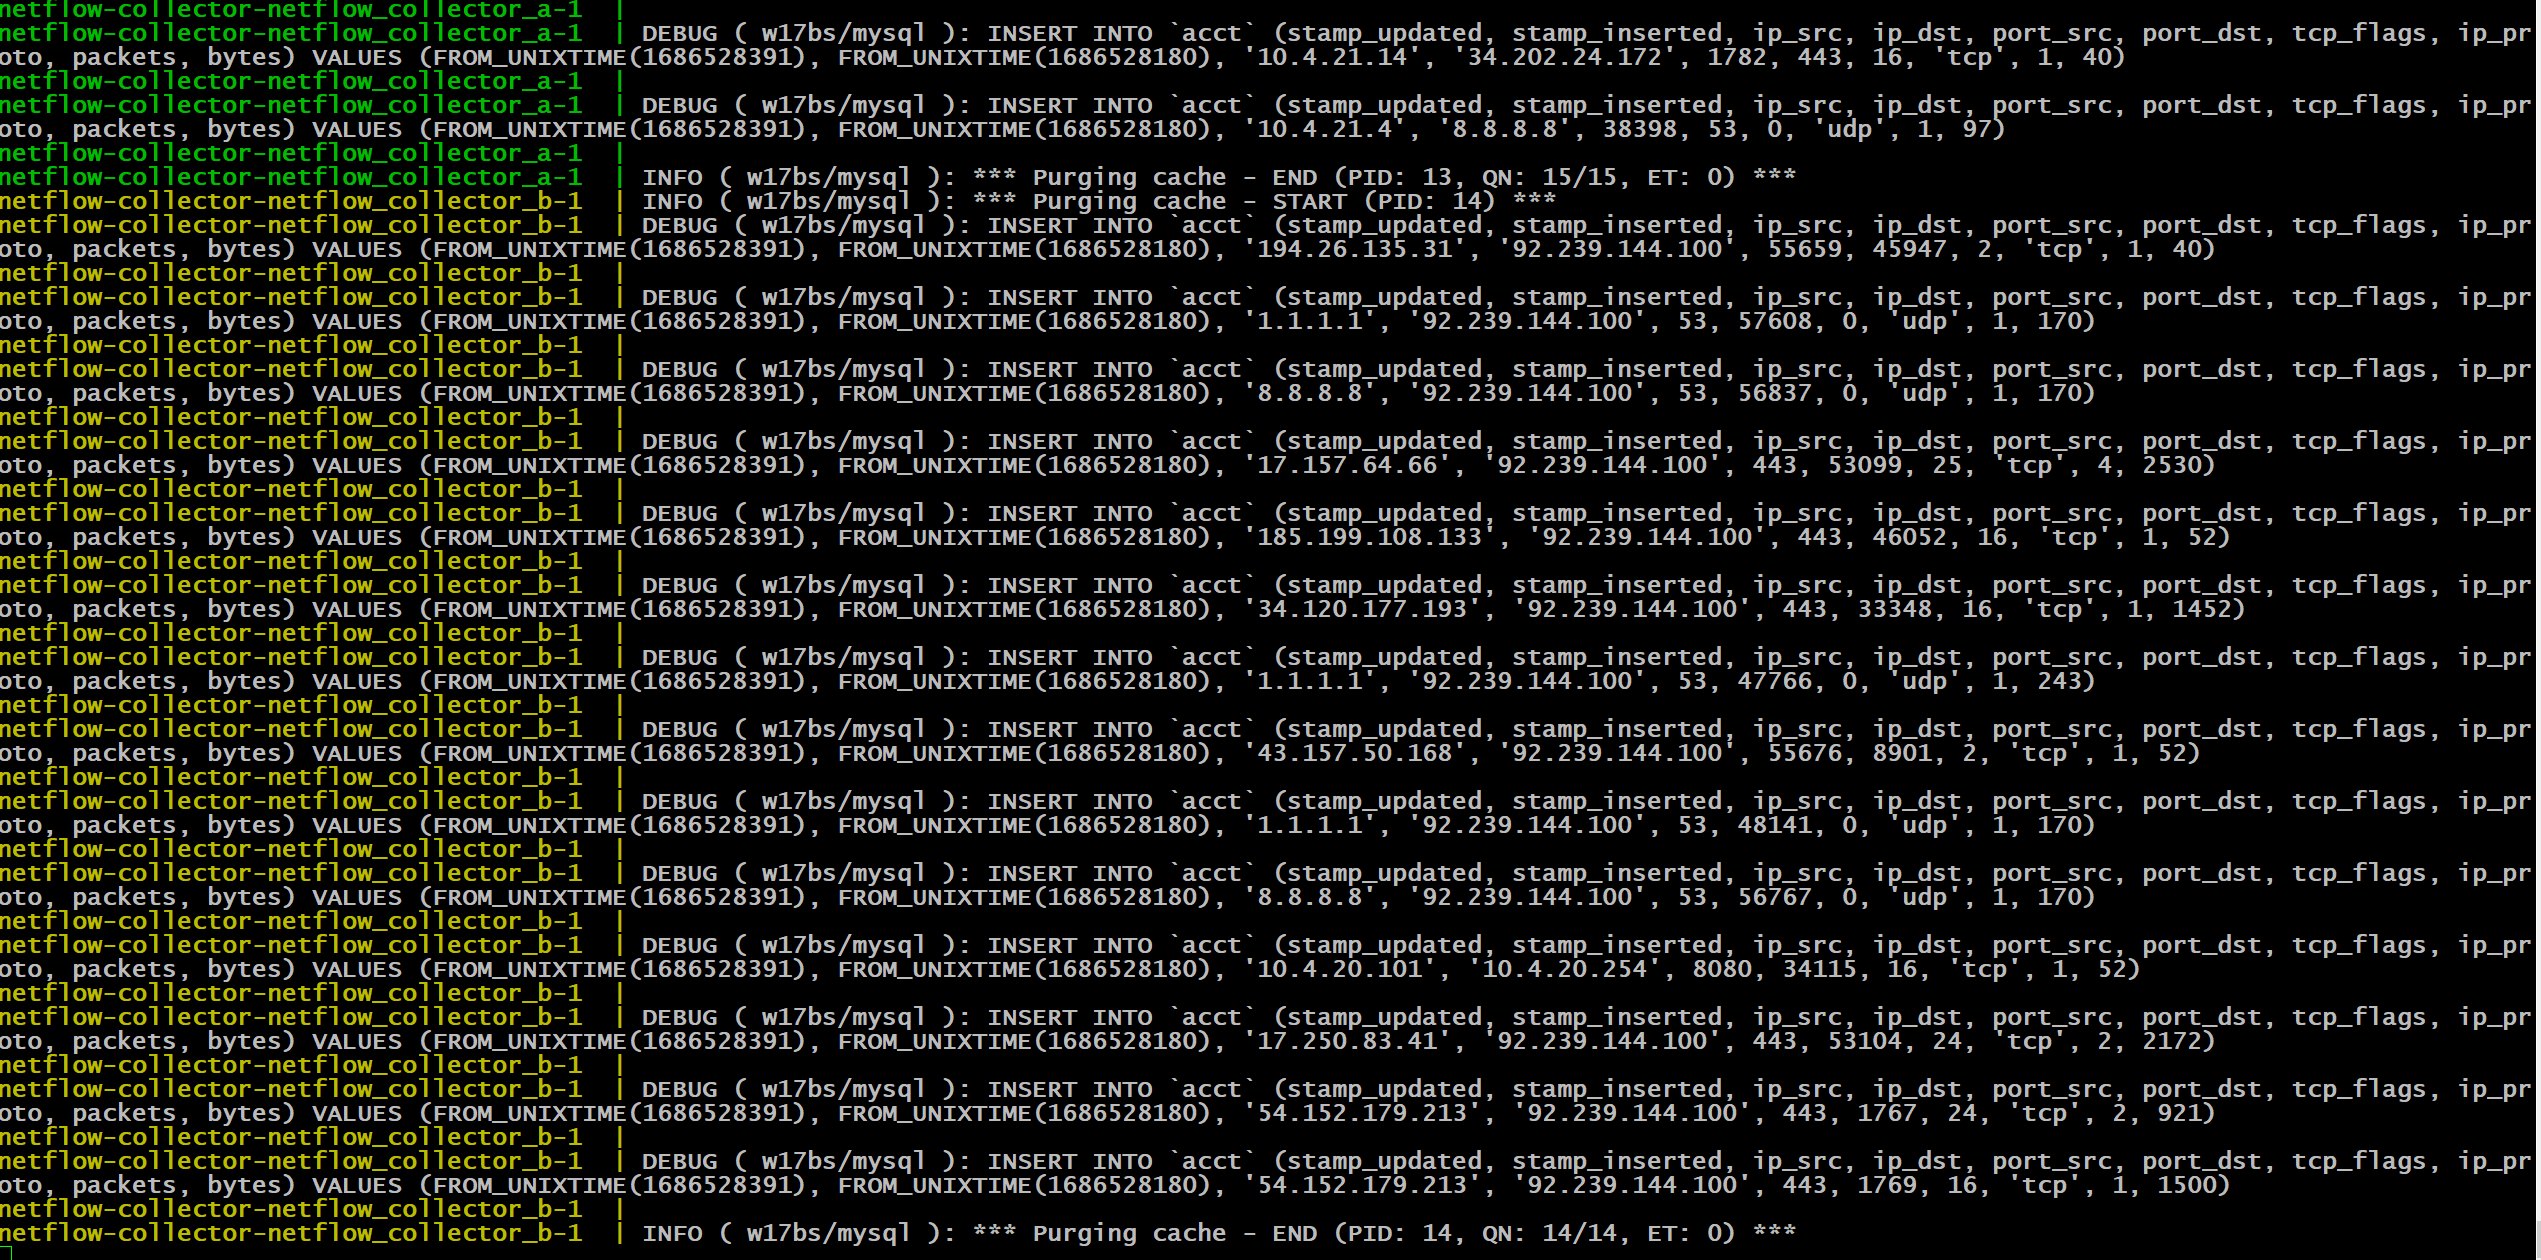 netflow-collector-netflow_collector_a-1  |
netflow-collector-netflow_collector_a-1  | DEBUG ( w17bs/mysql ): INSERT INTO `acct` (stamp_updated, stamp_inserted, ip_src, ip_dst, port_src, port_dst, tcp_flags, ip_pr
oto, packets, bytes) VALUES (FROM_UNIXTIME(1686528391), FROM_UNIXTIME(1686528180), '10.4.21.14', '34.202.24.172', 1782, 443, 16, 'tcp', 1, 40)
netflow-collector-netflow_collector_a-1  |
netflow-collector-netflow_collector_a-1  | DEBUG ( w17bs/mysql ): INSERT INTO `acct` (stamp_updated, stamp_inserted, ip_src, ip_dst, port_src, port_dst, tcp_flags, ip_pr
oto, packets, bytes) VALUES (FROM_UNIXTIME(1686528391), FROM_UNIXTIME(1686528180), '10.4.21.4', '8.8.8.8', 38398, 53, 0, 'udp', 1, 97)
netflow-collector-netflow_collector_a-1  |
netflow-collector-netflow_collector_a-1  | INFO ( w17bs/mysql ): *** Purging cache - END (PID: 13, QN: 15/15, ET: 0) ***
netflow-collector-netflow_collector_b-1  | INFO ( w17bs/mysql ): *** Purging cache - START (PID: 14) ***
netflow-collector-netflow_collector_b-1  | DEBUG ( w17bs/mysql ): INSERT INTO `acct` (stamp_updated, stamp_inserted, ip_src, ip_dst, port_src, port_dst, tcp_flags, ip_pr
oto, packets, bytes) VALUES (FROM_UNIXTIME(1686528391), FROM_UNIXTIME(1686528180), '194.26.135.31', '92.239.144.100', 55659, 45947, 2, 'tcp', 1, 40)
netflow-collector-netflow_collector_b-1  |
netflow-collector-netflow_collector_b-1  | DEBUG ( w17bs/mysql ): INSERT INTO `acct` (stamp_updated, stamp_inserted, ip_src, ip_dst, port_src, port_dst, tcp_flags, ip_pr
oto, packets, bytes) VALUES (FROM_UNIXTIME(1686528391), FROM_UNIXTIME(1686528180), '1.1.1.1', '92.239.144.100', 53, 57608, 0, 'udp', 1, 170)
netflow-collector-netflow_collector_b-1  |
netflow-collector-netflow_collector_b-1  | DEBUG ( w17bs/mysql ): INSERT INTO `acct` (stamp_updated, stamp_inserted, ip_src, ip_dst, port_src, port_dst, tcp_flags, ip_pr
oto, packets, bytes) VALUES (FROM_UNIXTIME(1686528391), FROM_UNIXTIME(1686528180), '8.8.8.8', '92.239.144.100', 53, 56837, 0, 'udp', 1, 170)
netflow-collector-netflow_collector_b-1  |
netflow-collector-netflow_collector_b-1  | DEBUG ( w17bs/mysql ): INSERT INTO `acct` (stamp_updated, stamp_inserted, ip_src, ip_dst, port_src, port_dst, tcp_flags, ip_pr
oto, packets, bytes) VALUES (FROM_UNIXTIME(1686528391), FROM_UNIXTIME(1686528180), '17.157.64.66', '92.239.144.100', 443, 53099, 25, 'tcp', 4, 2530)
netflow-collector-netflow_collector_b-1  |
netflow-collector-netflow_collector_b-1  | DEBUG ( w17bs/mysql ): INSERT INTO `acct` (stamp_updated, stamp_inserted, ip_src, ip_dst, port_src, port_dst, tcp_flags, ip_pr
oto, packets, bytes) VALUES (FROM_UNIXTIME(1686528391), FROM_UNIXTIME(1686528180), '185.199.108.133', '92.239.144.100', 443, 46052, 16, 'tcp', 1, 52)
netflow-collector-netflow_collector_b-1  |
netflow-collector-netflow_collector_b-1  | DEBUG ( w17bs/mysql ): INSERT INTO `acct` (stamp_updated, stamp_inserted, ip_src, ip_dst, port_src, port_dst, tcp_flags, ip_pr
oto, packets, bytes) VALUES (FROM_UNIXTIME(1686528391), FROM_UNIXTIME(1686528180), '34.120.177.193', '92.239.144.100', 443, 33348, 16, 'tcp', 1, 1452)
netflow-collector-netflow_collector_b-1  |
netflow-collector-netflow_collector_b-1  | DEBUG ( w17bs/mysql ): INSERT INTO `acct` (stamp_updated, stamp_inserted, ip_src, ip_dst, port_src, port_dst, tcp_flags, ip_pr
oto, packets, bytes) VALUES (FROM_UNIXTIME(1686528391), FROM_UNIXTIME(1686528180), '1.1.1.1', '92.239.144.100', 53, 47766, 0, 'udp', 1, 243)
netflow-collector-netflow_collector_b-1  |
netflow-collector-netflow_collector_b-1  | DEBUG ( w17bs/mysql ): INSERT INTO `acct` (stamp_updated, stamp_inserted, ip_src, ip_dst, port_src, port_dst, tcp_flags, ip_pr
oto, packets, bytes) VALUES (FROM_UNIXTIME(1686528391), FROM_UNIXTIME(1686528180), '43.157.50.168', '92.239.144.100', 55676, 8901, 2, 'tcp', 1, 52)
netflow-collector-netflow_collector_b-1  |
netflow-collector-netflow_collector_b-1  | DEBUG ( w17bs/mysql ): INSERT INTO `acct` (stamp_updated, stamp_inserted, ip_src, ip_dst, port_src, port_dst, tcp_flags, ip_pr
oto, packets, bytes) VALUES (FROM_UNIXTIME(1686528391), FROM_UNIXTIME(1686528180), '1.1.1.1', '92.239.144.100', 53, 48141, 0, 'udp', 1, 170)
netflow-collector-netflow_collector_b-1  |
netflow-collector-netflow_collector_b-1  | DEBUG ( w17bs/mysql ): INSERT INTO `acct` (stamp_updated, stamp_inserted, ip_src, ip_dst, port_src, port_dst, tcp_flags, ip_pr
oto, packets, bytes) VALUES (FROM_UNIXTIME(1686528391), FROM_UNIXTIME(1686528180), '8.8.8.8', '92.239.144.100', 53, 56767, 0, 'udp', 1, 170)
netflow-collector-netflow_collector_b-1  |
netflow-collector-netflow_collector_b-1  | DEBUG ( w17bs/mysql ): INSERT INTO `acct` (stamp_updated, stamp_inserted, ip_src, ip_dst, port_src, port_dst, tcp_flags, ip_pr
oto, packets, bytes) VALUES (FROM_UNIXTIME(1686528391), FROM_UNIXTIME(1686528180), '10.4.20.101', '10.4.20.254', 8080, 34115, 16, 'tcp', 1, 52)
netflow-collector-netflow_collector_b-1  |
netflow-collector-netflow_collector_b-1  | DEBUG ( w17bs/mysql ): INSERT INTO `acct` (stamp_updated, stamp_inserted, ip_src, ip_dst, port_src, port_dst, tcp_flags, ip_pr
oto, packets, bytes) VALUES (FROM_UNIXTIME(1686528391), FROM_UNIXTIME(1686528180), '17.250.83.41', '92.239.144.100', 443, 53104, 24, 'tcp', 2, 2172)
netflow-collector-netflow_collector_b-1  |
netflow-collector-netflow_collector_b-1  | DEBUG ( w17bs/mysql ): INSERT INTO `acct` (stamp_updated, stamp_inserted, ip_src, ip_dst, port_src, port_dst, tcp_flags, ip_pr
oto, packets, bytes) VALUES (FROM_UNIXTIME(1686528391), FROM_UNIXTIME(1686528180), '54.152.179.213', '92.239.144.100', 443, 1767, 24, 'tcp', 2, 921)
netflow-collector-netflow_collector_b-1  |
netflow-collector-netflow_collector_b-1  | DEBUG ( w17bs/mysql ): INSERT INTO `acct` (stamp_updated, stamp_inserted, ip_src, ip_dst, port_src, port_dst, tcp_flags, ip_pr
oto, packets, bytes) VALUES (FROM_UNIXTIME(1686528391), FROM_UNIXTIME(1686528180), '54.152.179.213', '92.239.144.100', 443, 1769, 16, 'tcp', 1, 1500)
netflow-collector-netflow_collector_b-1  |
netflow-collector-netflow_collector_b-1  | INFO ( w17bs/mysql ): *** Purging cache - END (PID: 14, QN: 14/14, ET: 0) ***